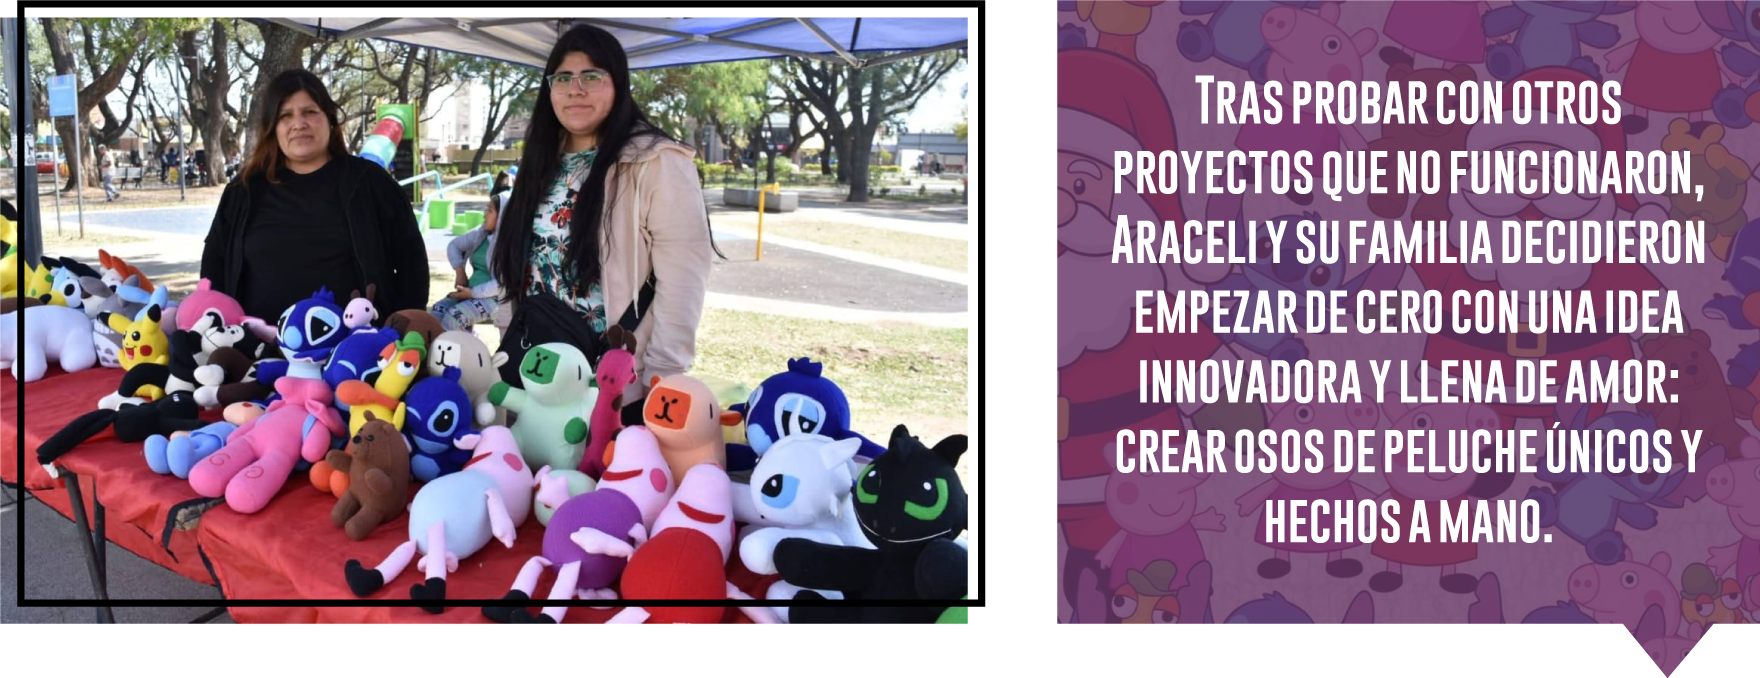 Tras probar con otros
proyectos que no funcionaron,
Araceli y su familia decidieron
empezar de cero con una idea
innovadora y llena de amor:
crear osos de peluche únicos y
hechos a mano.